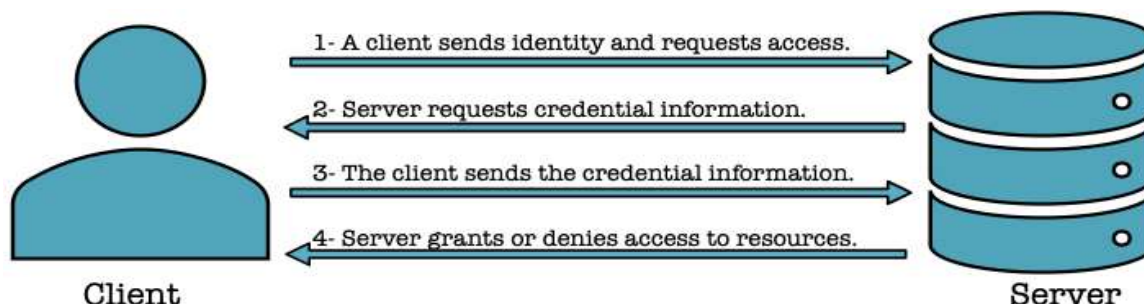 1- A client sends identity and requests access.
2- Server requests credential information.
3- The client sends the credential information.
4- Server grants or denies access to resources.
Client
Server